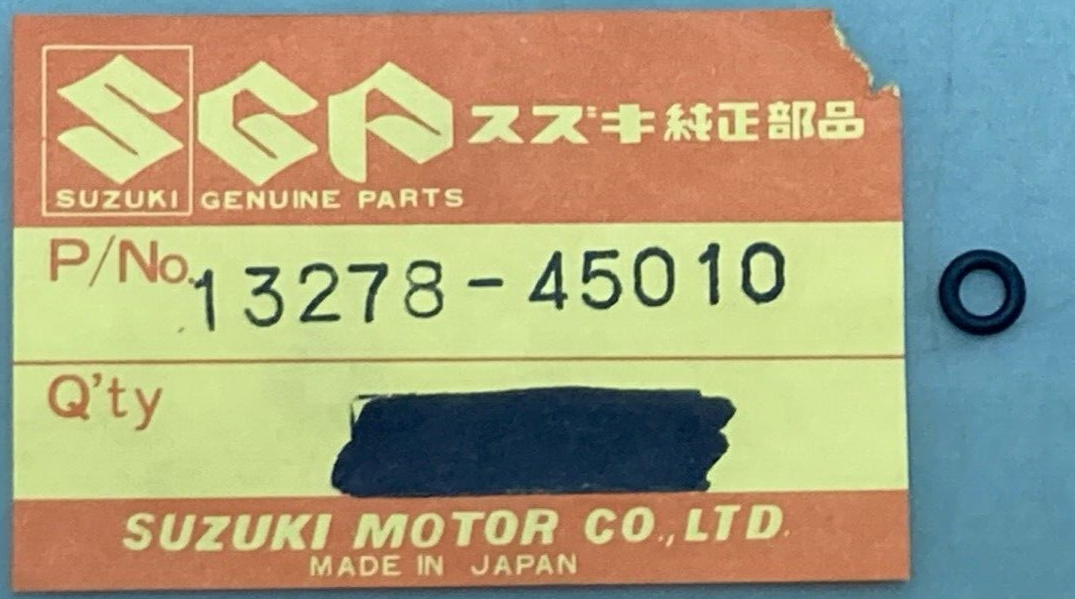 SGP スズキ純正部品
SUZUKI GENUINE PARTS
P/No. 13278-45010
Q'ty
SUZUKI MOTOR CO.,LTD.
MADE IN JAPAN